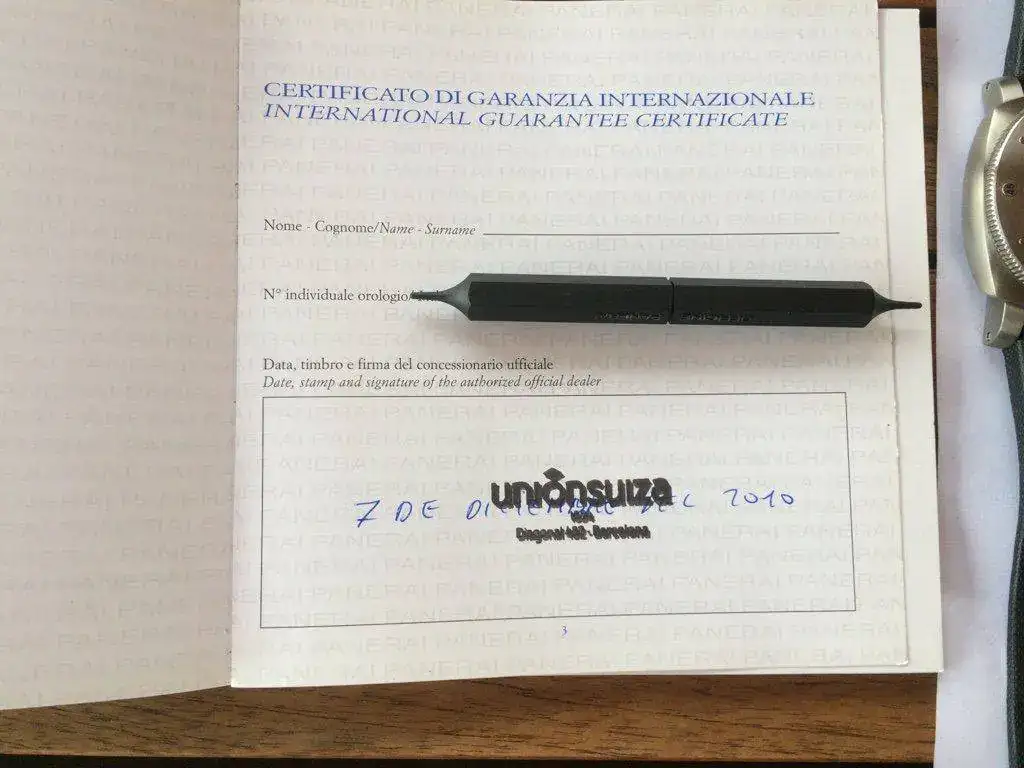 CERTIFICATO DI GARANZIA INTERNAZIONALE
INTERNATIONAL GUARANTEE CERTIFICATE
Nome - Cognome/Name - Surname
N° individuale orologio/
Data, timbro e firma del concessionario ufficiale
Date, stamp and signature of the authorized official dealer
uniónsuiza
7 DE DICIEMBRE DEL 2010
Diagonal 482 - Barcelona
3